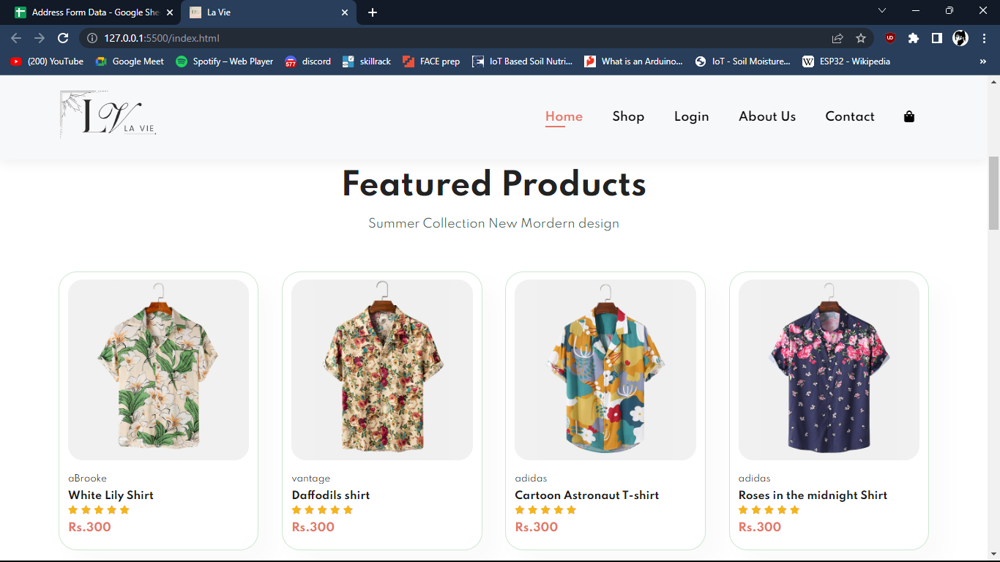 Address Form Data - Google She
La Vie
127.0.0.1:5500/index.html
UD
(200) YouTube
Google Meet
Spotify – Web Player
577
discord
skillrack
FACE prep
IoT Based Soil Nutri...
What is an Arduino...
IoT - Soil Moisture...
W
ESP32 - Wikipedia
»
LV LA VIE.
Home
Shop
Login
About Us
Contact
Featured Products
Summer Collection New Mordern design
aBrooke
White Lily Shirt
Rs.300
vantage
Daffodils shirt
Rs.300
adidas
Cartoon Astronaut T-shirt
Rs.300
adidas
Roses in the midnight Shirt
Rs.300